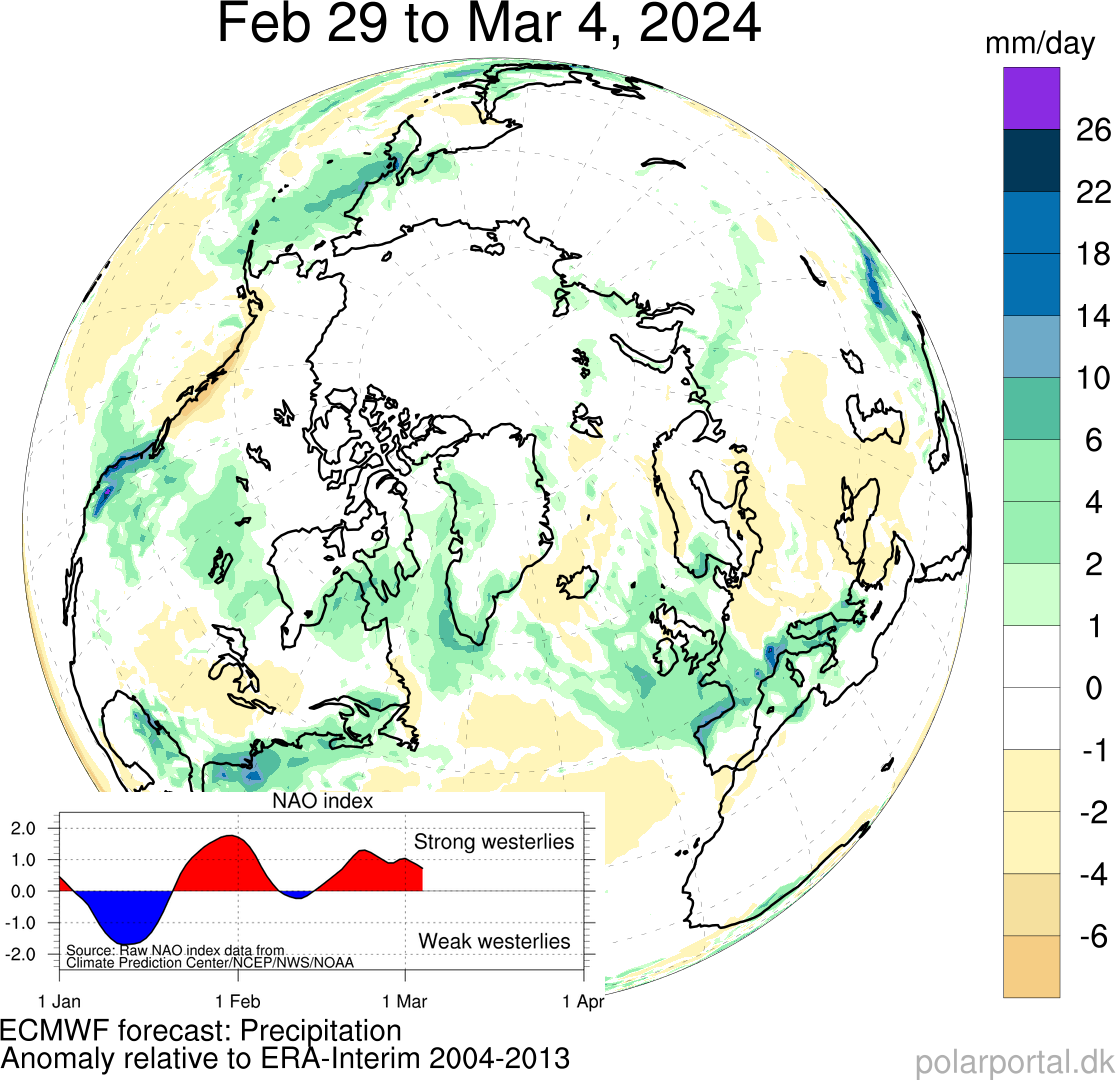 Feb 29 to Mar 4, 2024
mm/day
26
22
18
14
10
6
4
2
1
0
-1
-2
-4
-6
NAO index
2.0
1.0
0.0
-1.0
-2.0
Strong westerlies
Weak westerlies
Source: Raw NAO index data from
Climate Prediction Center/NCEP/NWS/NOAA
1 Jan 1 Feb 1 Mar 1 Apr
ECMWF forecast: Precipitation
Anomaly relative to ERA-Interim 2004-2013
polarportal.dk